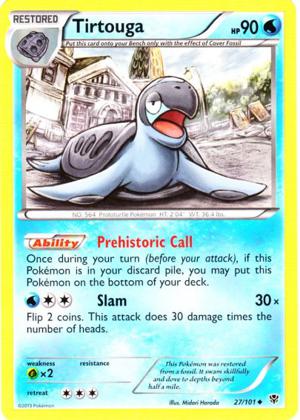 RESTORED
Tirtouga
HP 90
Put this card onto your Bench only with the effect of Cover Fossil
NO. 564 Prototurtle Pokémon HT: 2'04" WT: 36.4 lbs.
Ability Prehistoric Call
Once during your turn (before your attack), if this
Pokémon is in your discard pile, you may put this
Pokémon on the bottom of your deck.
Slam 30×
Flip 2 coins. This attack does 30 damage times the
number of heads.
weakness resistance
×2
retreat
This Pokémon was restored
from a fossil. It swam skillfully
and dove to depths beyond
half a mile.
©2013 Pokémon
Illus. Midori Harada
27/101